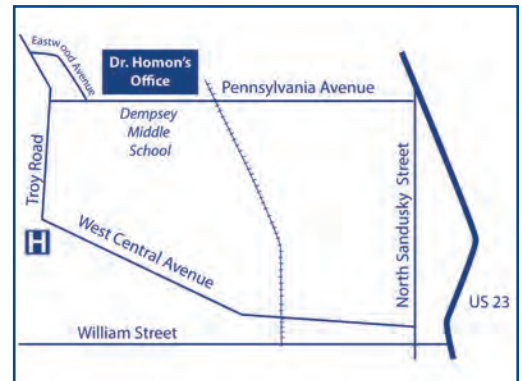 Eastwood Avenue
Dr. Homon's
Office
Pennsylvania Avenue
Dempsey
Middle
School
Troy Road
North Sandusky Street
H
West Central Avenue
US 23
William Street